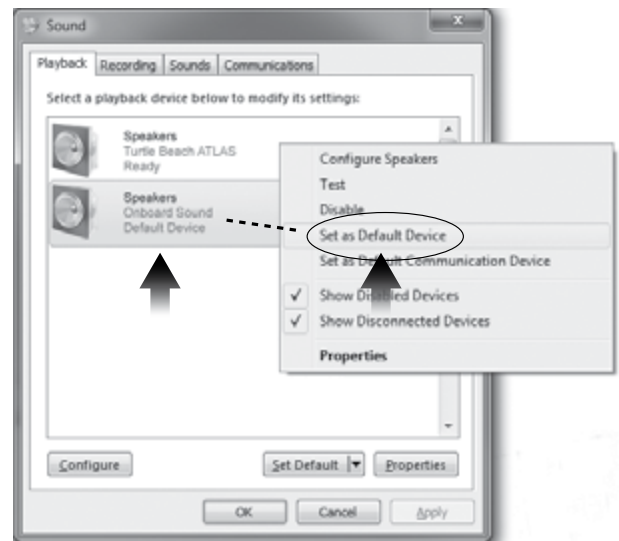 Sound
x
Playback Recording Sounds Communications
Select a playback device below to modify its settings:
Speakers
Turtle Beach ATLAS
Ready
Speakers
Onboard Sound
Default Device
Configure Speakers
Test
Disable
Set as Default Device
Set as Default Communication Device
✓ Show Disabled Devices
✓ Show Disconnected Devices
Properties
Configure Set Default Properties
OK Cancel Apply